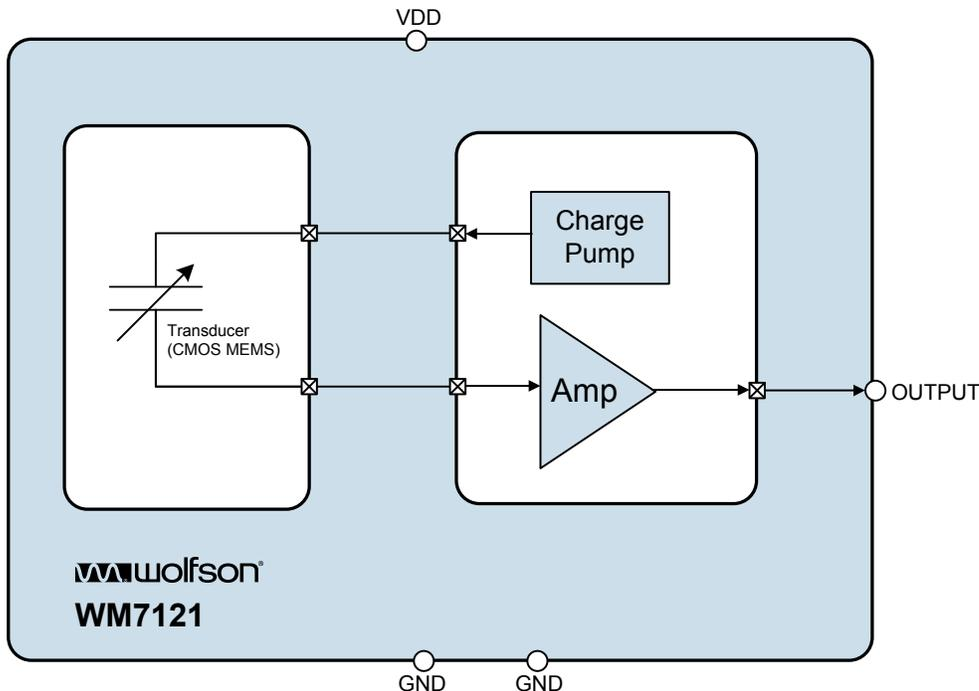 VDD
Charge
Pump
Transducer
(CMOS MEMS)
Amp
OUTPUT
wolfson®
WM7121
GND
GND